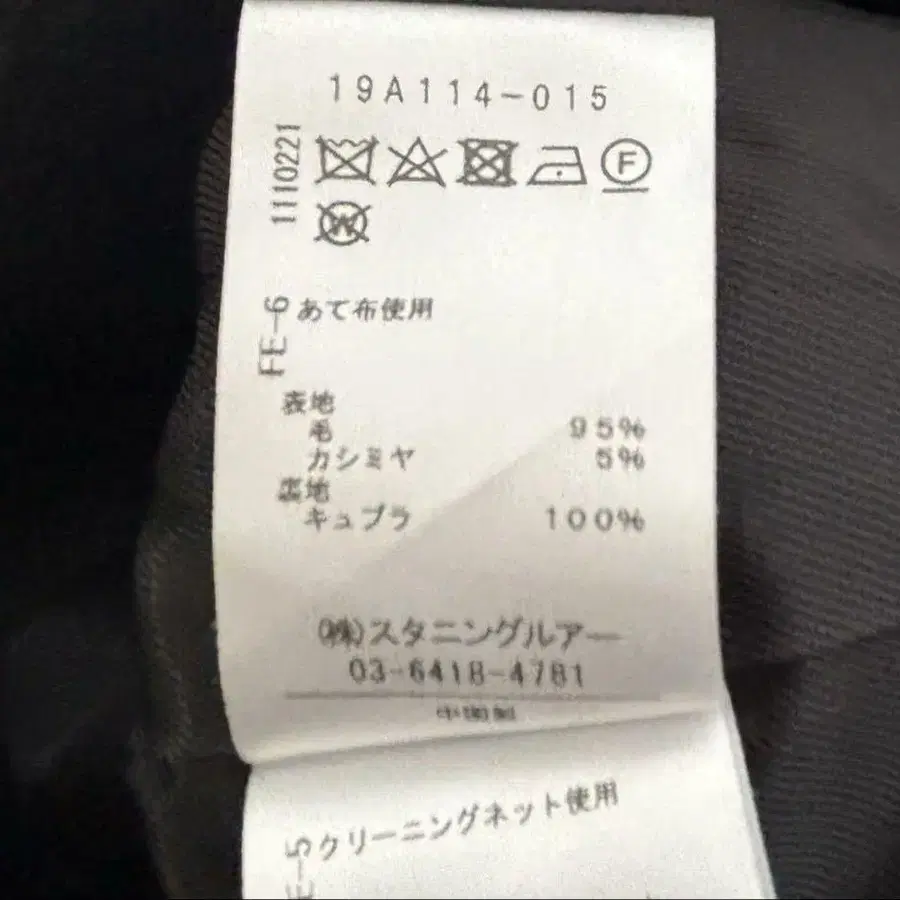 19A114-015
1110221
F
W
FE-6
あて布使用
表地
毛 95%
カシミヤ 5%
裏地
キュプラ 100%
(株)スタニングルアー
03-6418-4781
中国製
クリーニングネット使用